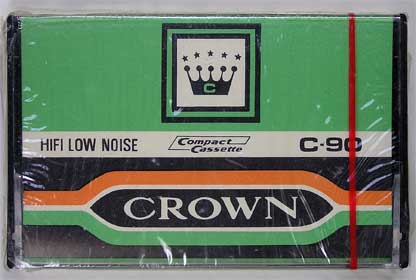 C
HIFI LOW NOISE
Compact
Cassette
C-90
CROWN